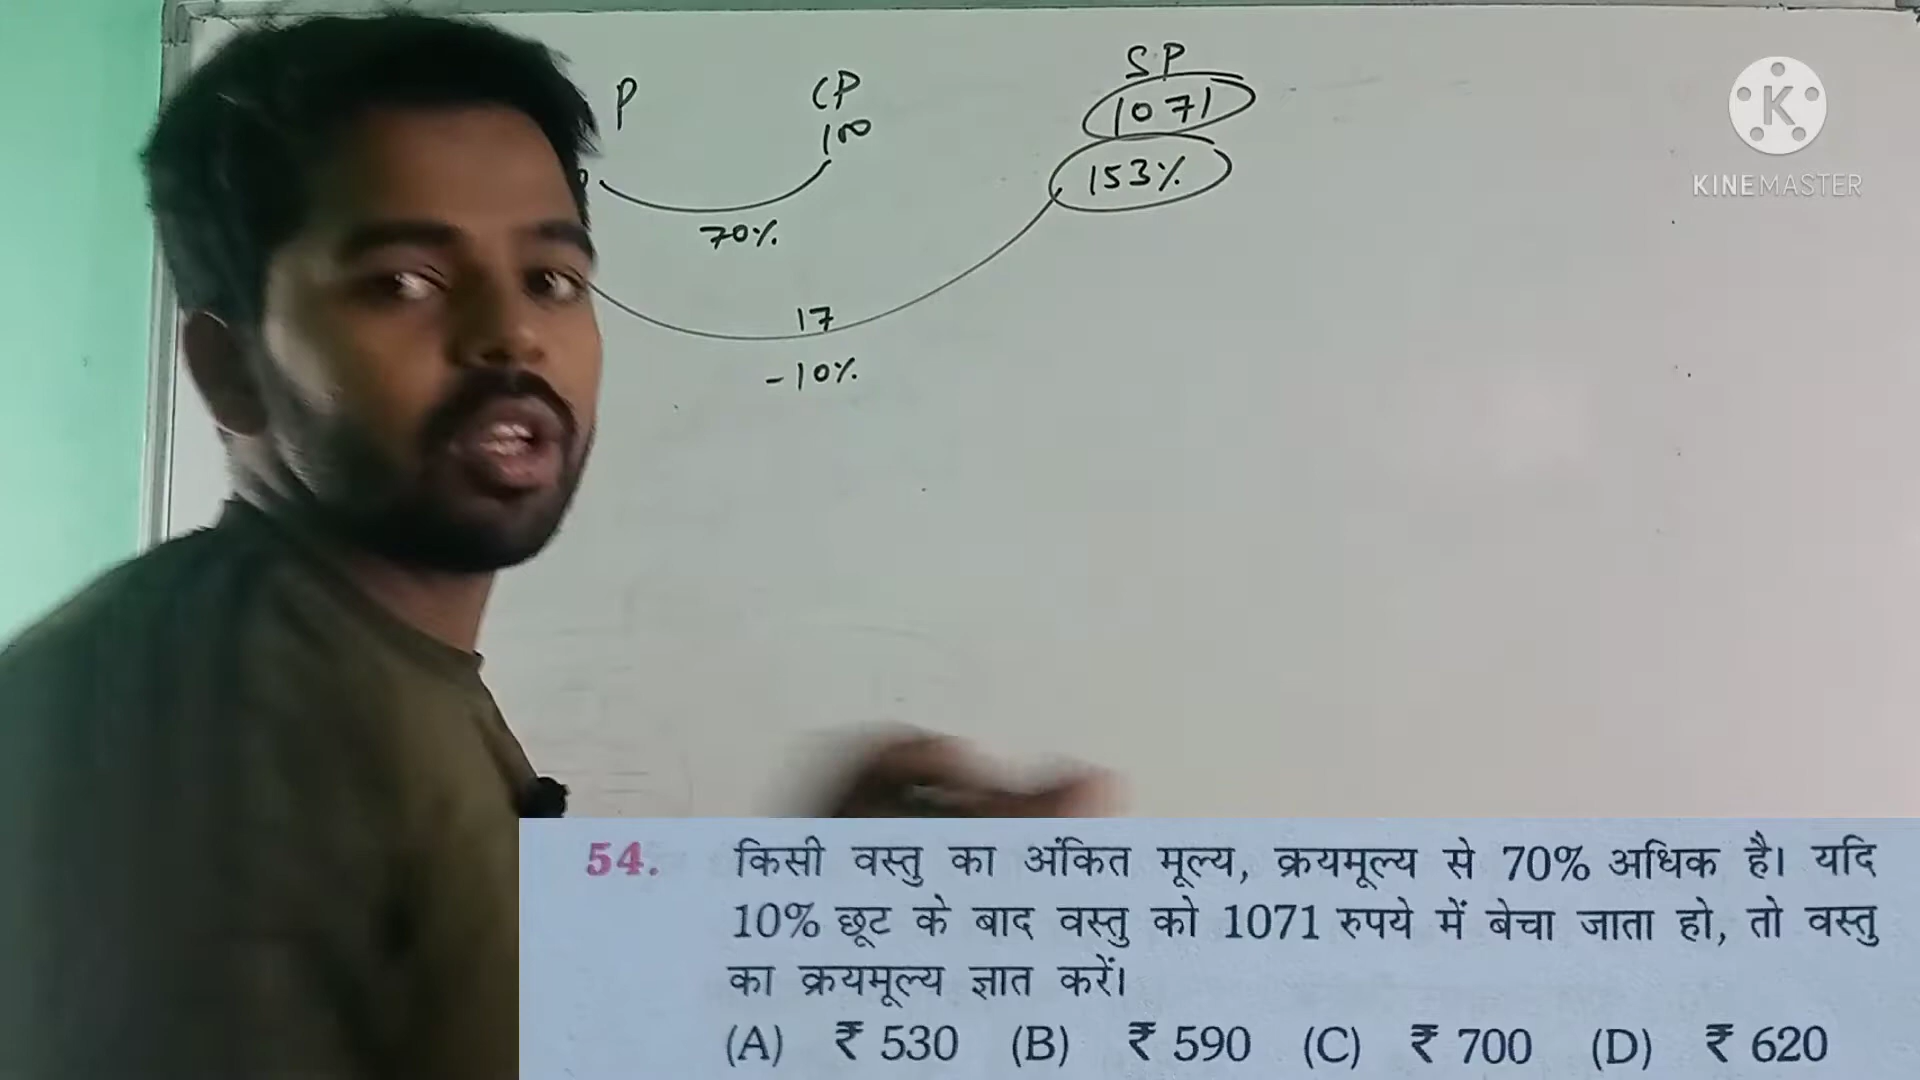 P CP SP
100 1071
153%
70%
17
-10%
KINEMASTER
54. किसी वस्तु का अंकित मूल्य, क्रयमूल्य से 70% अधिक है। यदि
10% छूट के बाद वस्तु को 1071 रुपये में बेचा जाता हो, तो वस्तु
का क्रयमूल्य ज्ञात करें।
(A) ₹ 530 (B) ₹ 590 (C) ₹ 700 (D) ₹ 620